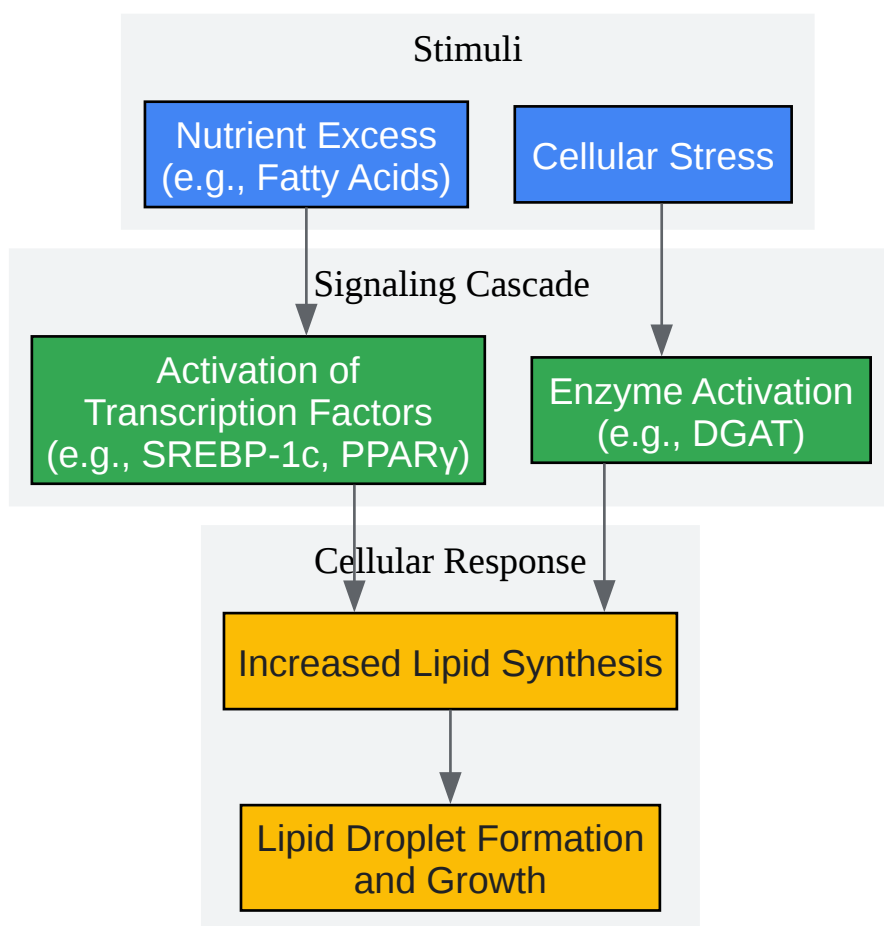 Stimuli
Nutrient Excess
(e.g., Fatty Acids)
Cellular Stress
Signaling Cascade
Activation of
Transcription Factors
(e.g., SREBP-1c, PPARγ)
Enzyme Activation
(e.g., DGAT)
Cellular Response
Increased Lipid Synthesis
Lipid Droplet Formation
and Growth